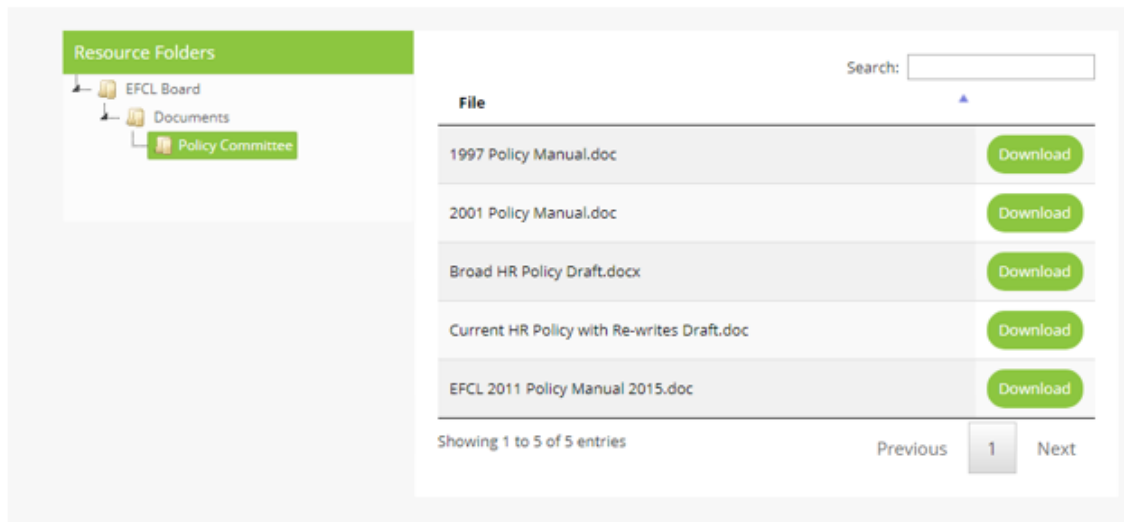 Resource Folders
EFCL Board
Documents
Policy Committee
Search:
File
1997 Policy Manual.doc Download
2001 Policy Manual.doc Download
Broad HR Policy Draft.docx Download
Current HR Policy with Re-writes Draft.doc Download
EFCL 2011 Policy Manual 2015.doc Download
Showing 1 to 5 of 5 entries
Previous 1 Next